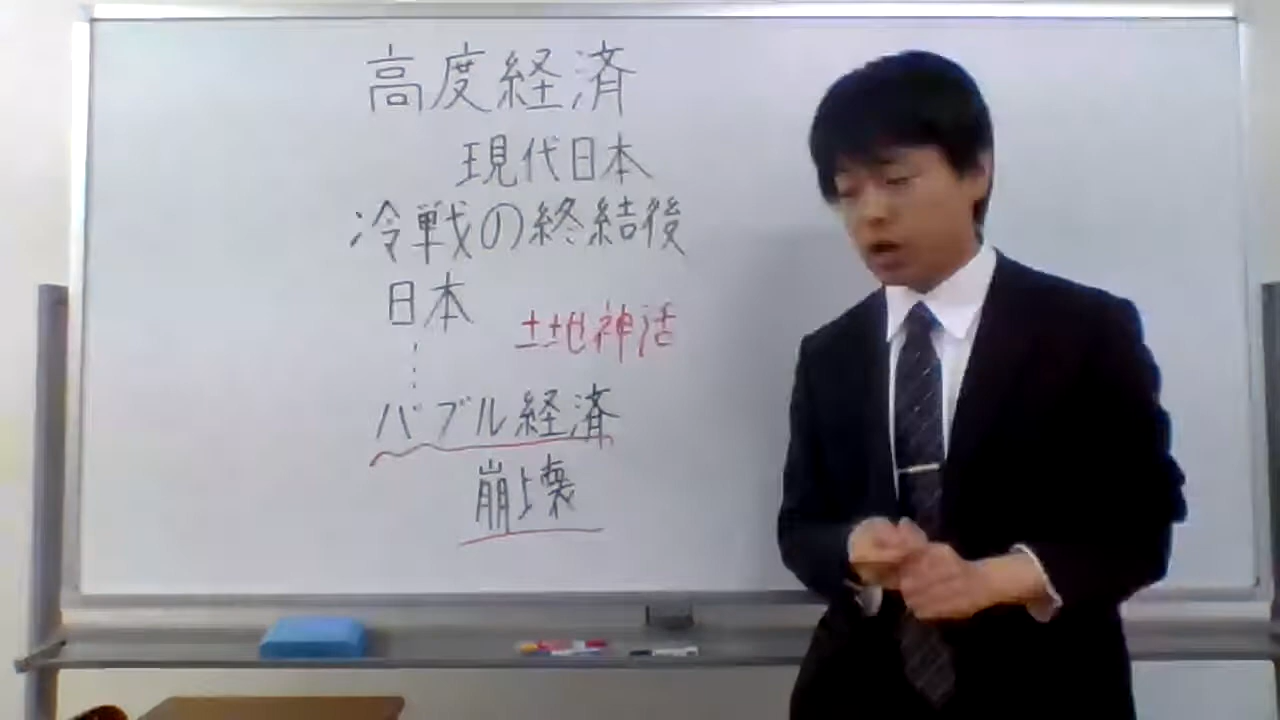 高度経済
現代日本
冷戦の終結後
日本
土地神話
バブル経済
崩壊